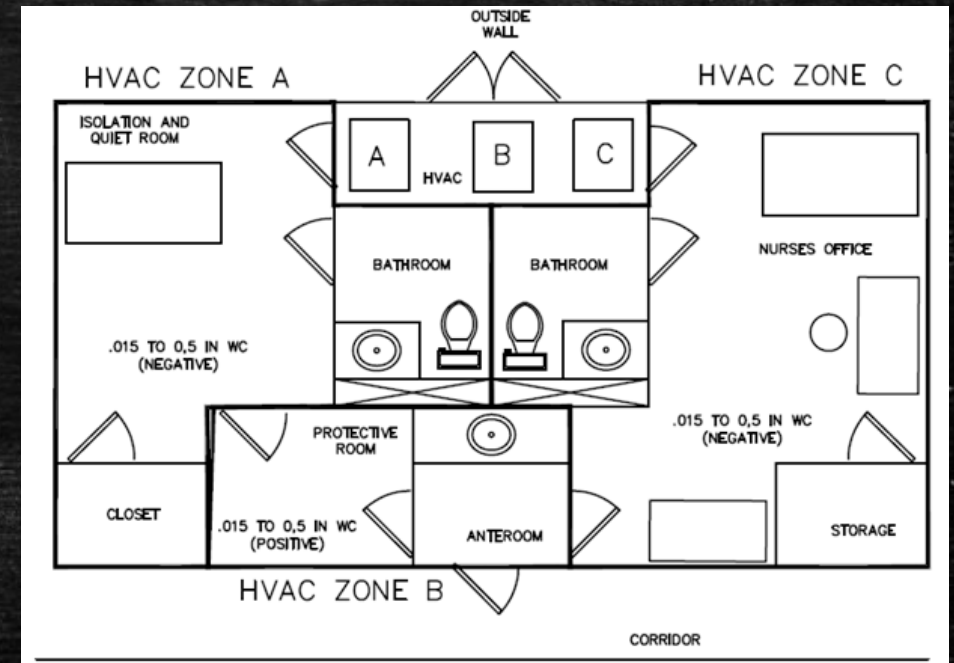 OUTSIDE
WALL
HVAC ZONE A
HVAC ZONE C
ISOLATION AND
QUIET ROOM
A
B
C
HVAC
BATHROOM
BATHROOM
NURSES OFFICE
.015 TO 0,5 IN WC
(NEGATIVE)
.015 TO 0,5 IN WC
(NEGATIVE)
PROTECTIVE
ROOM
CLOSET
.015 TO 0,5 IN WC
(POSITIVE)
ANTEROOM
STORAGE
HVAC ZONE B
CORRIDOR